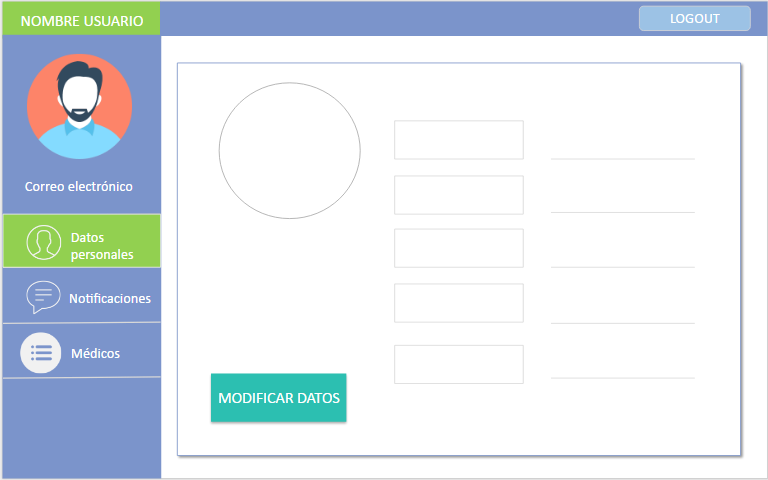 NOMBRE USUARIO
LOGOUT
Correo electrónico
Datos
personales
Notificaciones
Médicos
MODIFICAR DATOS